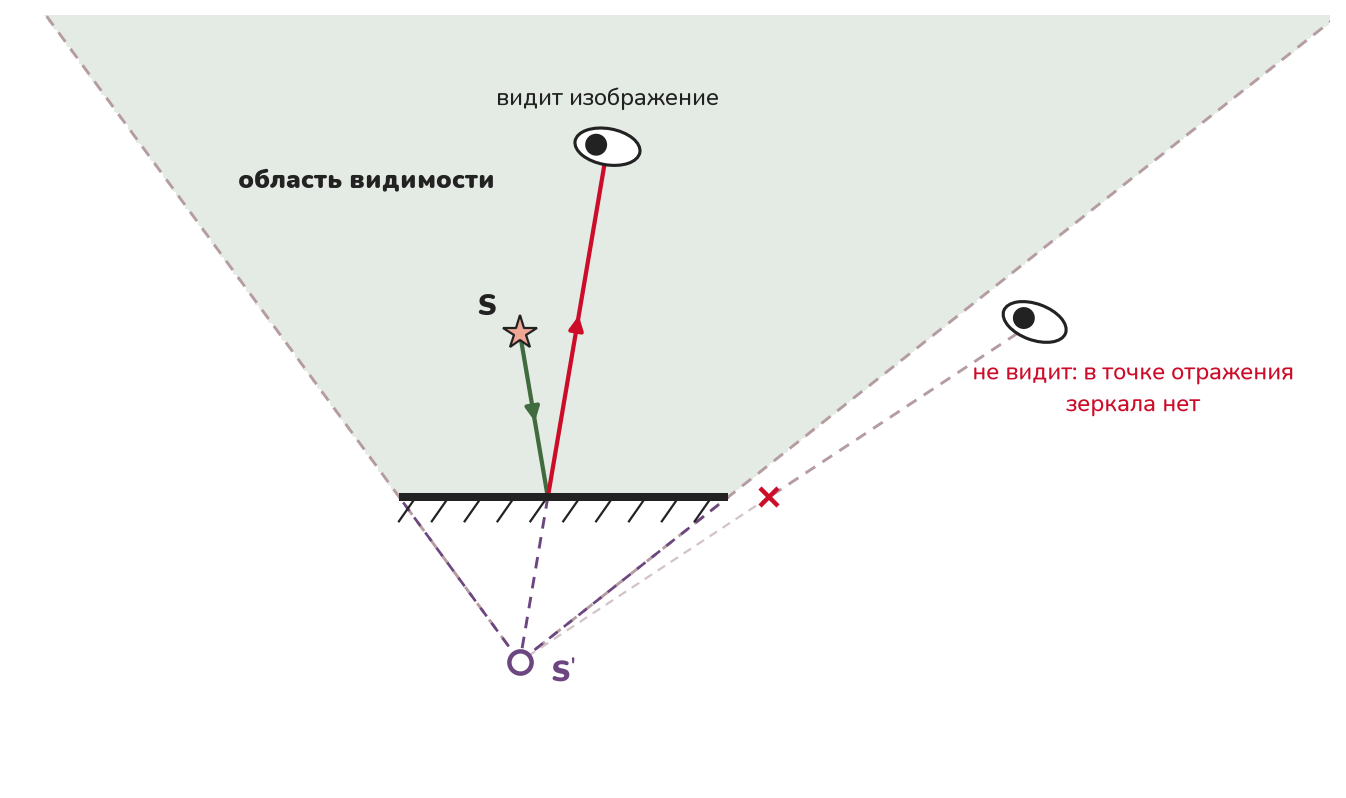 видит изображение
область видимости
S
не видит: в точке отражения
зеркала нет
S'